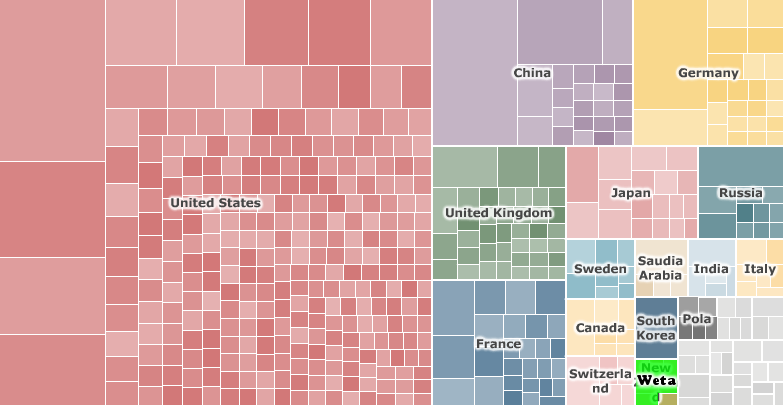 China
Germany
United States
United Kingdom
Japan
Russia
Sweden
Saudia
Arabia
India
Italy
France
Canada
South
Korea
Pola
Switzerla
nd
New
Weta
d